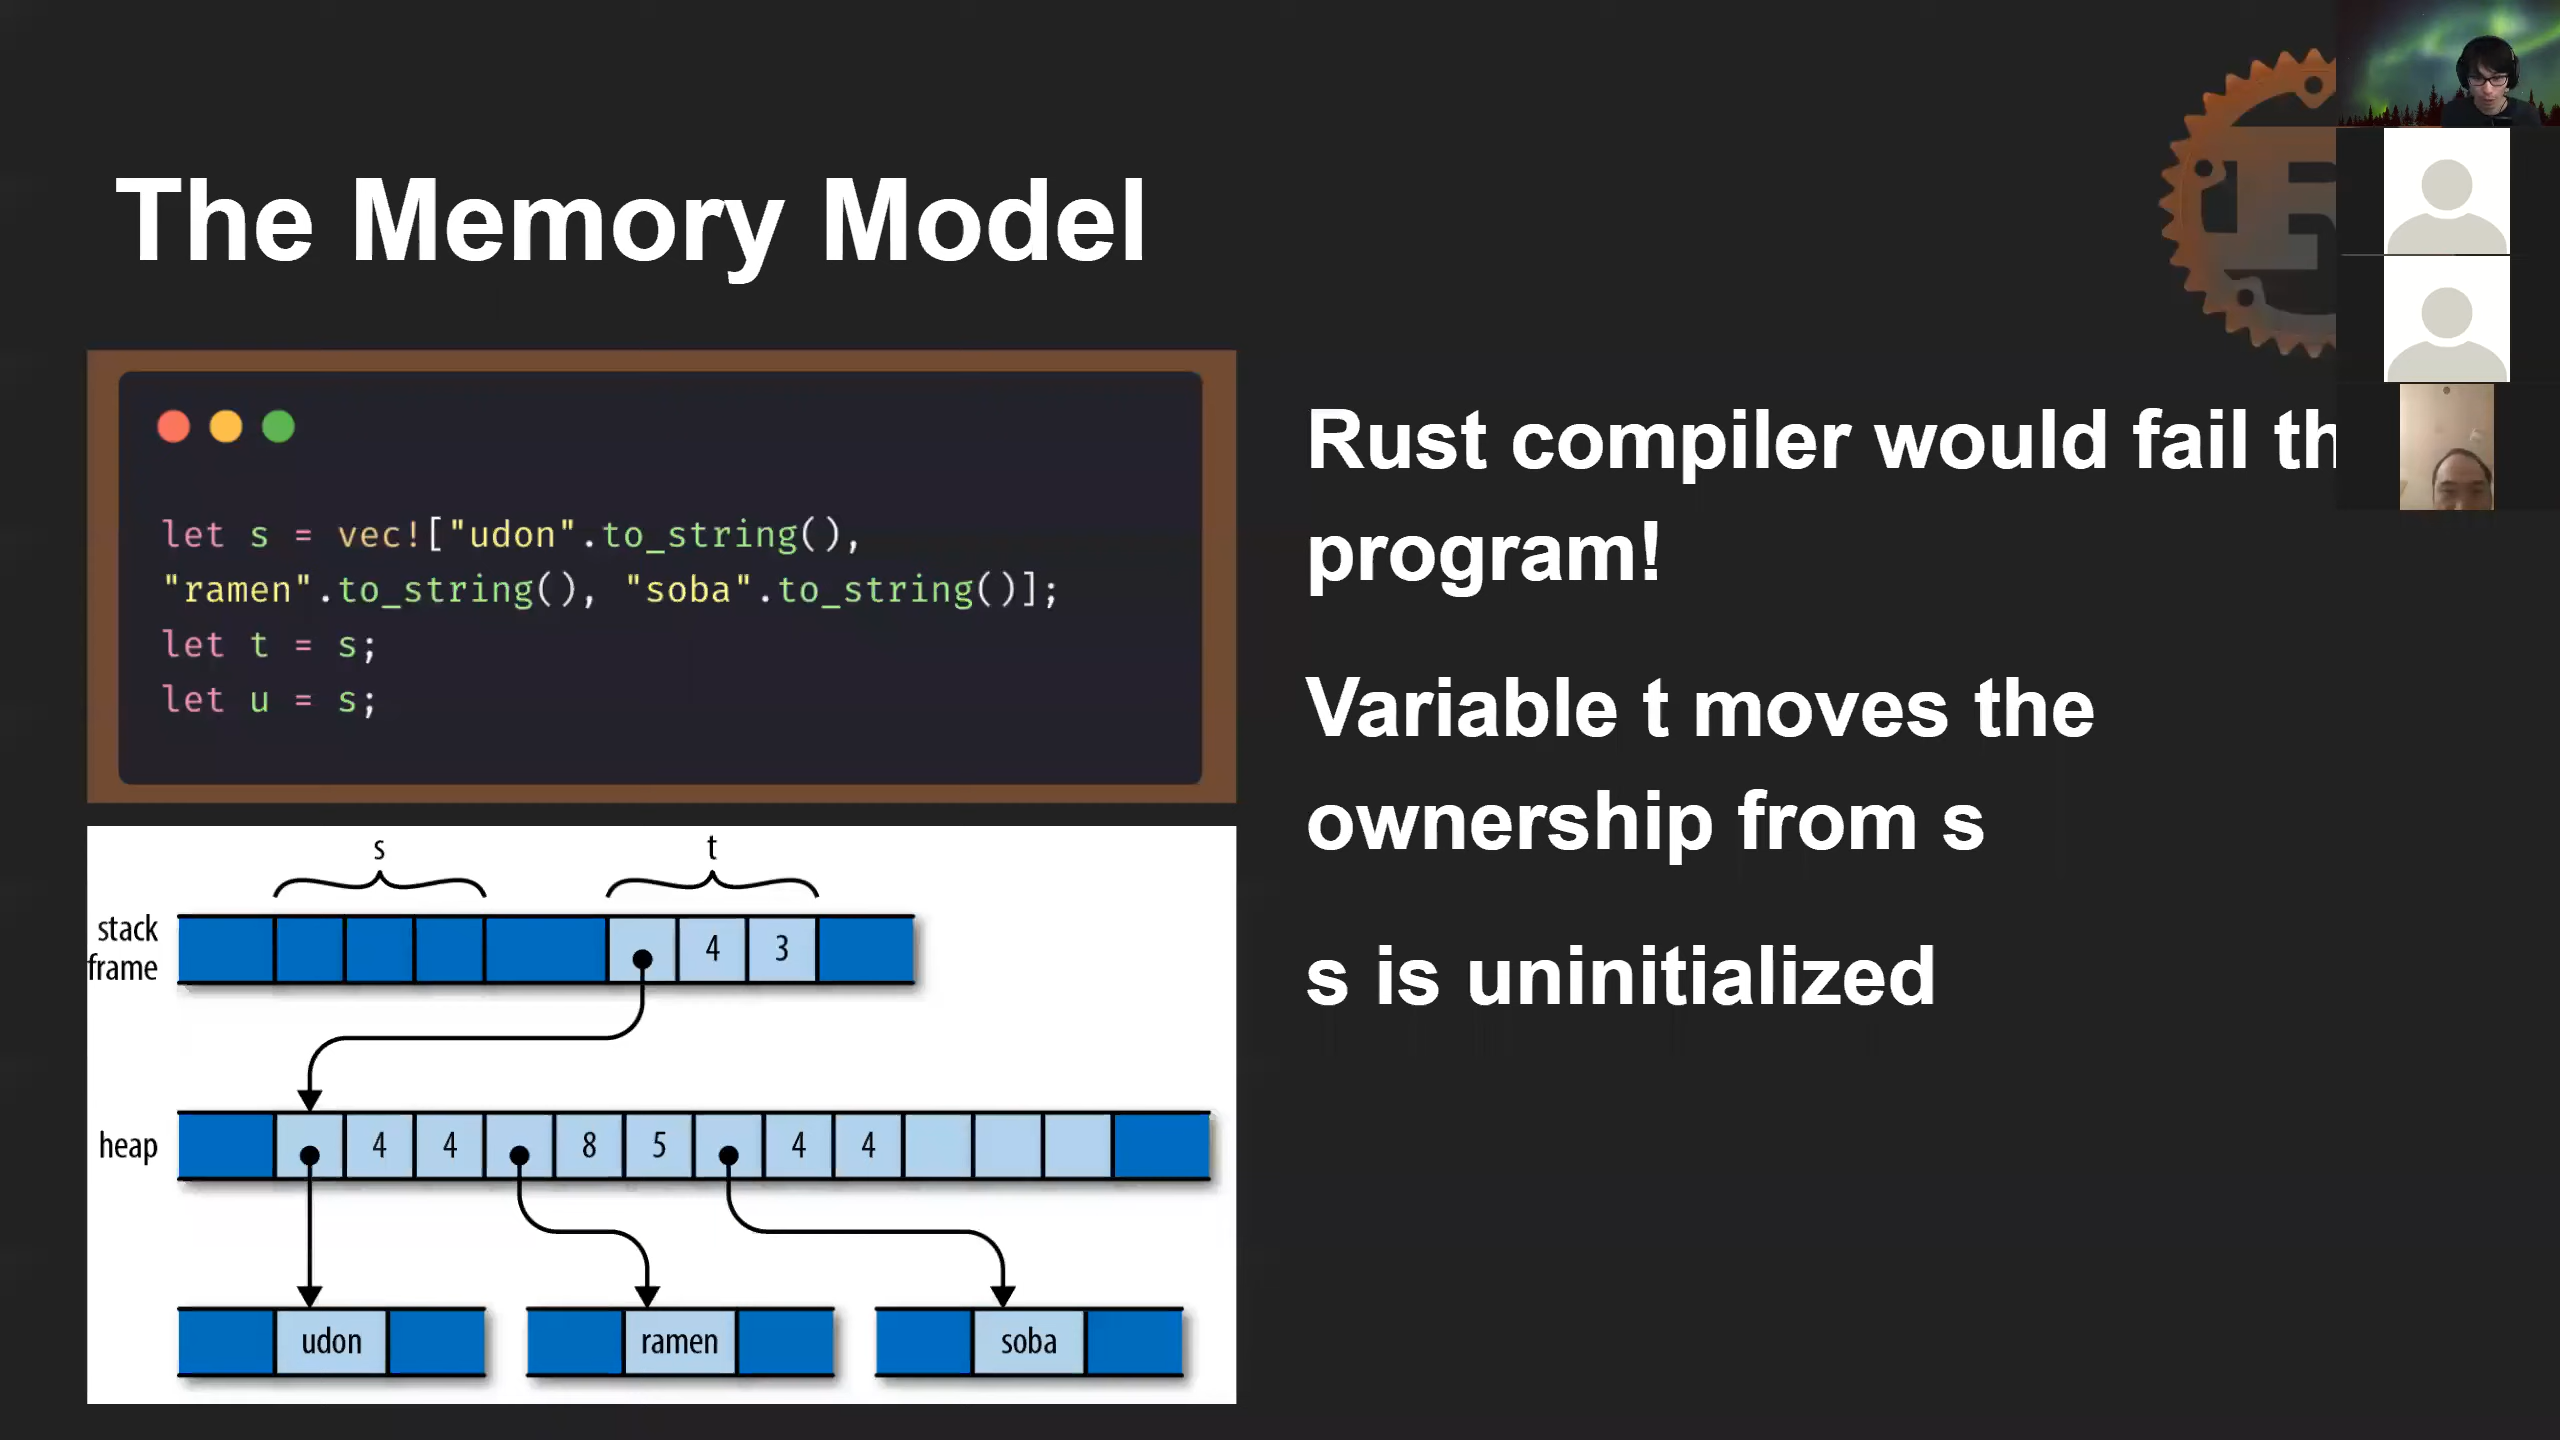 The Memory Model
let s = vec!["udon".to_string(),
"ramen".to_string(), "soba".to_string()];
let t = s;
let u = s;
Rust compiler would fail th
program!
Variable t moves the
ownership from s
s is uninitialized
s t
stack
frame
4 3
heap
4 4 8 5 4 4
udon ramen soba